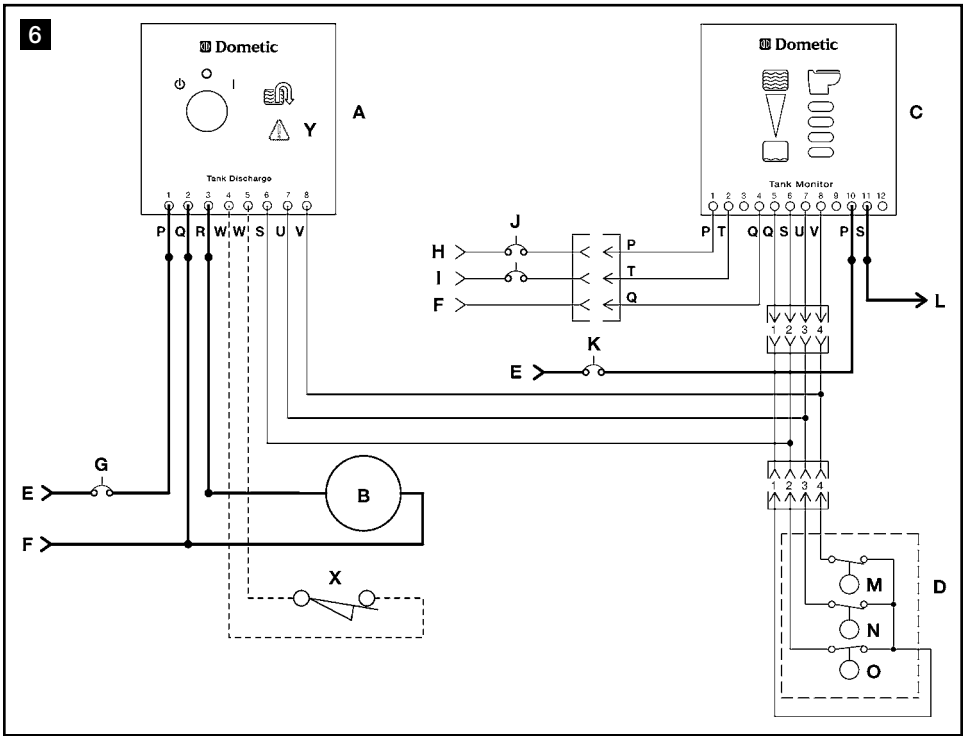 6
Dometic
Dometic
A
Y
C
Tank Discharge
1 2 3 4 5 6 7 8
P Q R W W S U V
Tank Monitor
1 2 3 4 5 6 7 8 9 10 11 12
P T Q Q S U V P S
J
H P
I T
F Q
L
1 2 3 4
K
E
G
E
B
F
1 2 3 4
X
M
D
N
O